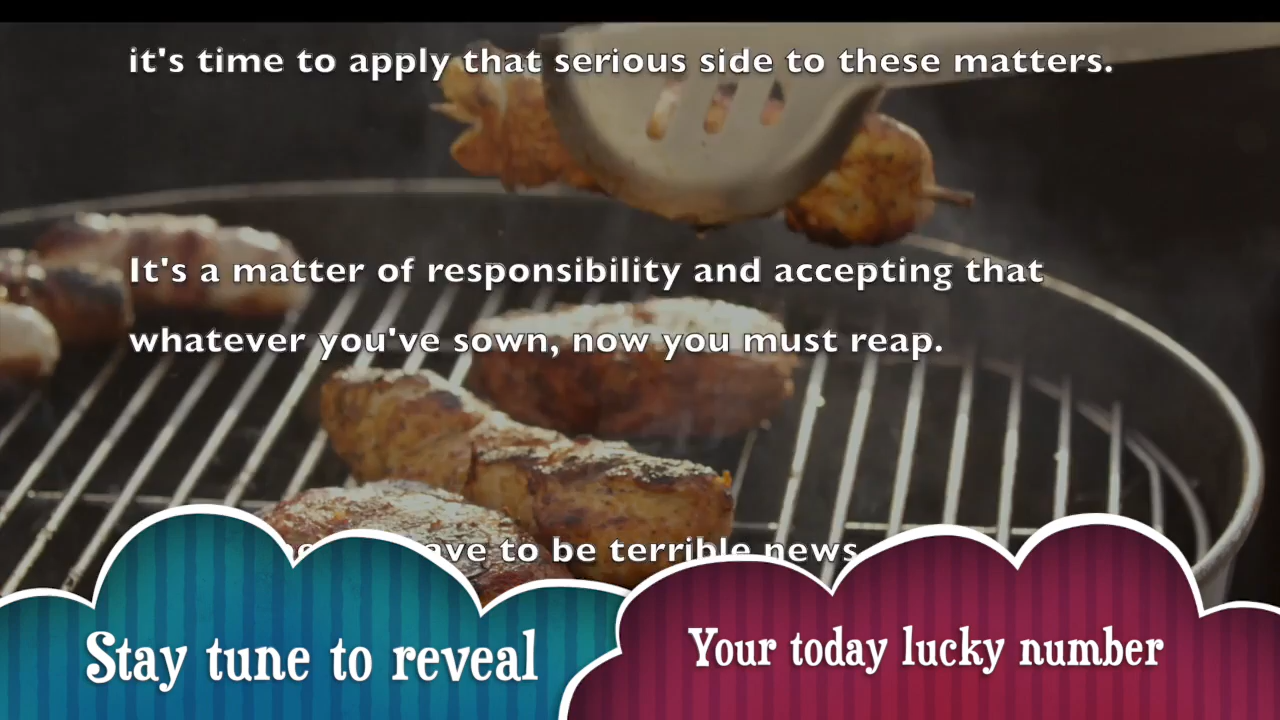 it's time to apply that serious side to these matters.
It's a matter of responsibility and accepting that
whatever you've sown, now you must reap.
to be terrible news
Stay tune to reveal
Your today lucky number